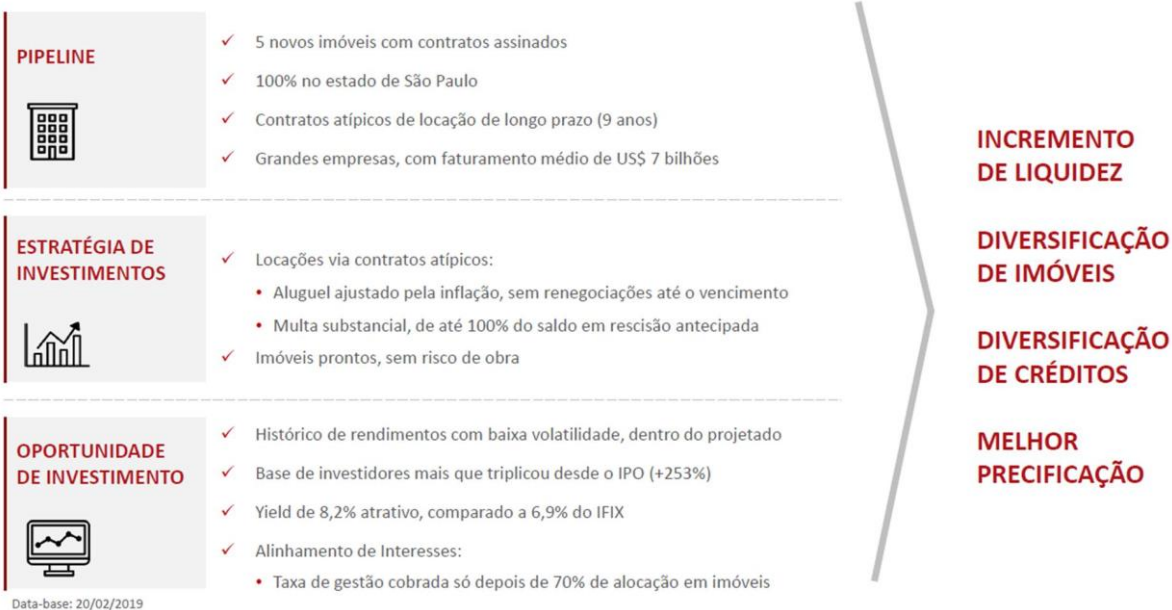 PIPELINE
5 novos imóveis com contratos assinados
100% no estado de São Paulo
Contratos atípicos de locação de longo prazo (9 anos)
Grandes empresas, com faturamento médio de US$ 7 bilhões
ESTRATÉGIA DE
INVESTIMENTOS
Locações via contratos atípicos:
• Aluguel ajustado pela inflação, sem renegociações até o vencimento
• Multa substancial, de até 100% do saldo em rescisão antecipada
Imóveis prontos, sem risco de obra
OPORTUNIDADE
DE INVESTIMENTO
Histórico de rendimentos com baixa volatilidade, dentro do projetado
Base de investidores mais que triplicou desde o IPO (+253%)
Yield de 8,2% atrativo, comparado a 6,9% do IFIX
Alinhamento de Interesses:
• Taxa de gestão cobrada só depois de 70% de alocação em imóveis
INCREMENTO
DE LIQUIDEZ
DIVERSIFICAÇÃO
DE IMÓVEIS
DIVERSIFICAÇÃO
DE CRÉDITOS
MELHOR
PRECIFICAÇÃO
Data-base: 20/02/2019